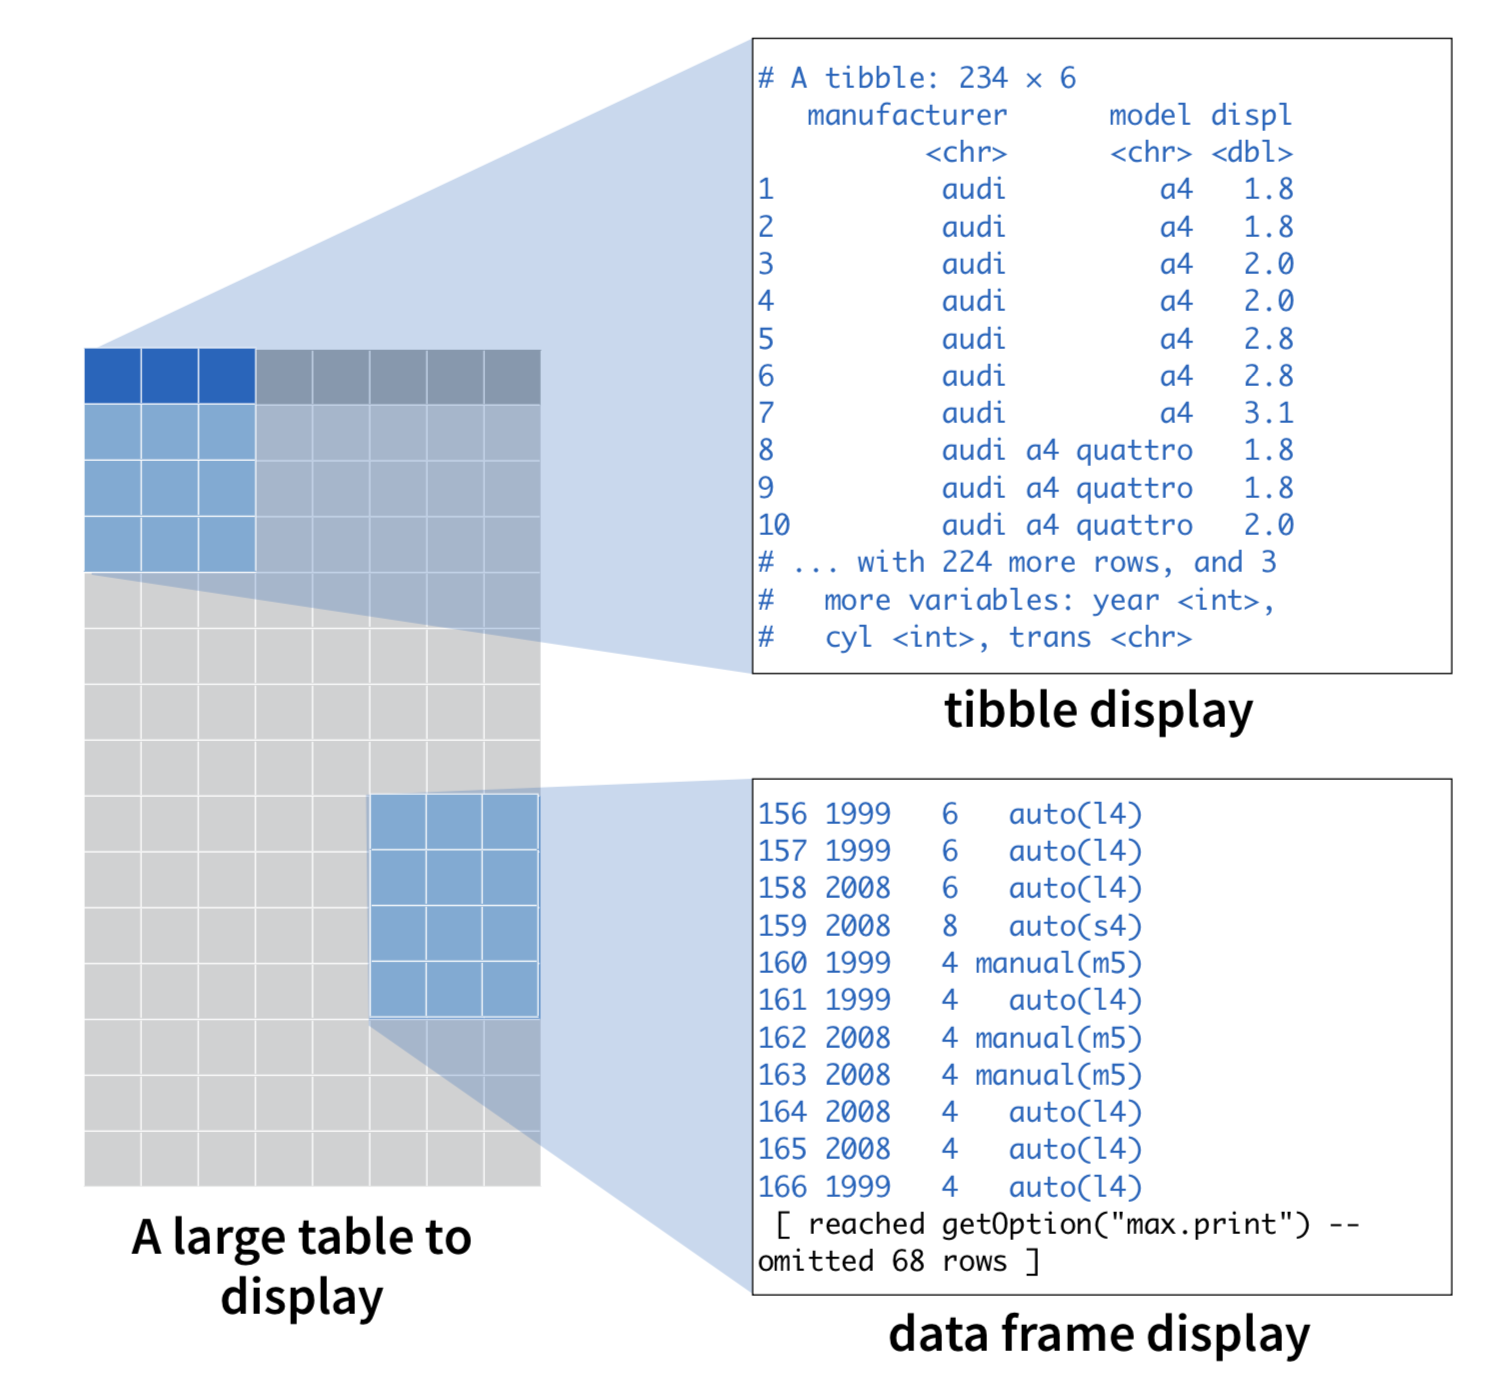 # A tibble: 234 × 6
manufacturer model displ
<chr> <chr> <dbl>
1 audi a4 1.8
2 audi a4 1.8
3 audi a4 2.0
4 audi a4 2.0
5 audi a4 2.8
6 audi a4 2.8
7 audi a4 3.1
8 audi a4 quattro 1.8
9 audi a4 quattro 1.8
10 audi a4 quattro 2.0
# ... with 224 more rows, and 3
# more variables: year <int>,
# cyl <int>, trans <chr>
tibble display
156 1999 6 auto(l4)
157 1999 6 auto(l4)
158 2008 6 auto(l4)
159 2008 8 auto(s4)
160 1999 4 manual(m5)
161 1999 4 auto(l4)
162 2008 4 manual(m5)
163 2008 4 manual(m5)
164 2008 4 auto(l4)
165 2008 4 auto(l4)
166 1999 4 auto(l4)
[ reached getOption("max.print") --
omitted 68 rows ]
data frame display
A large table to
display